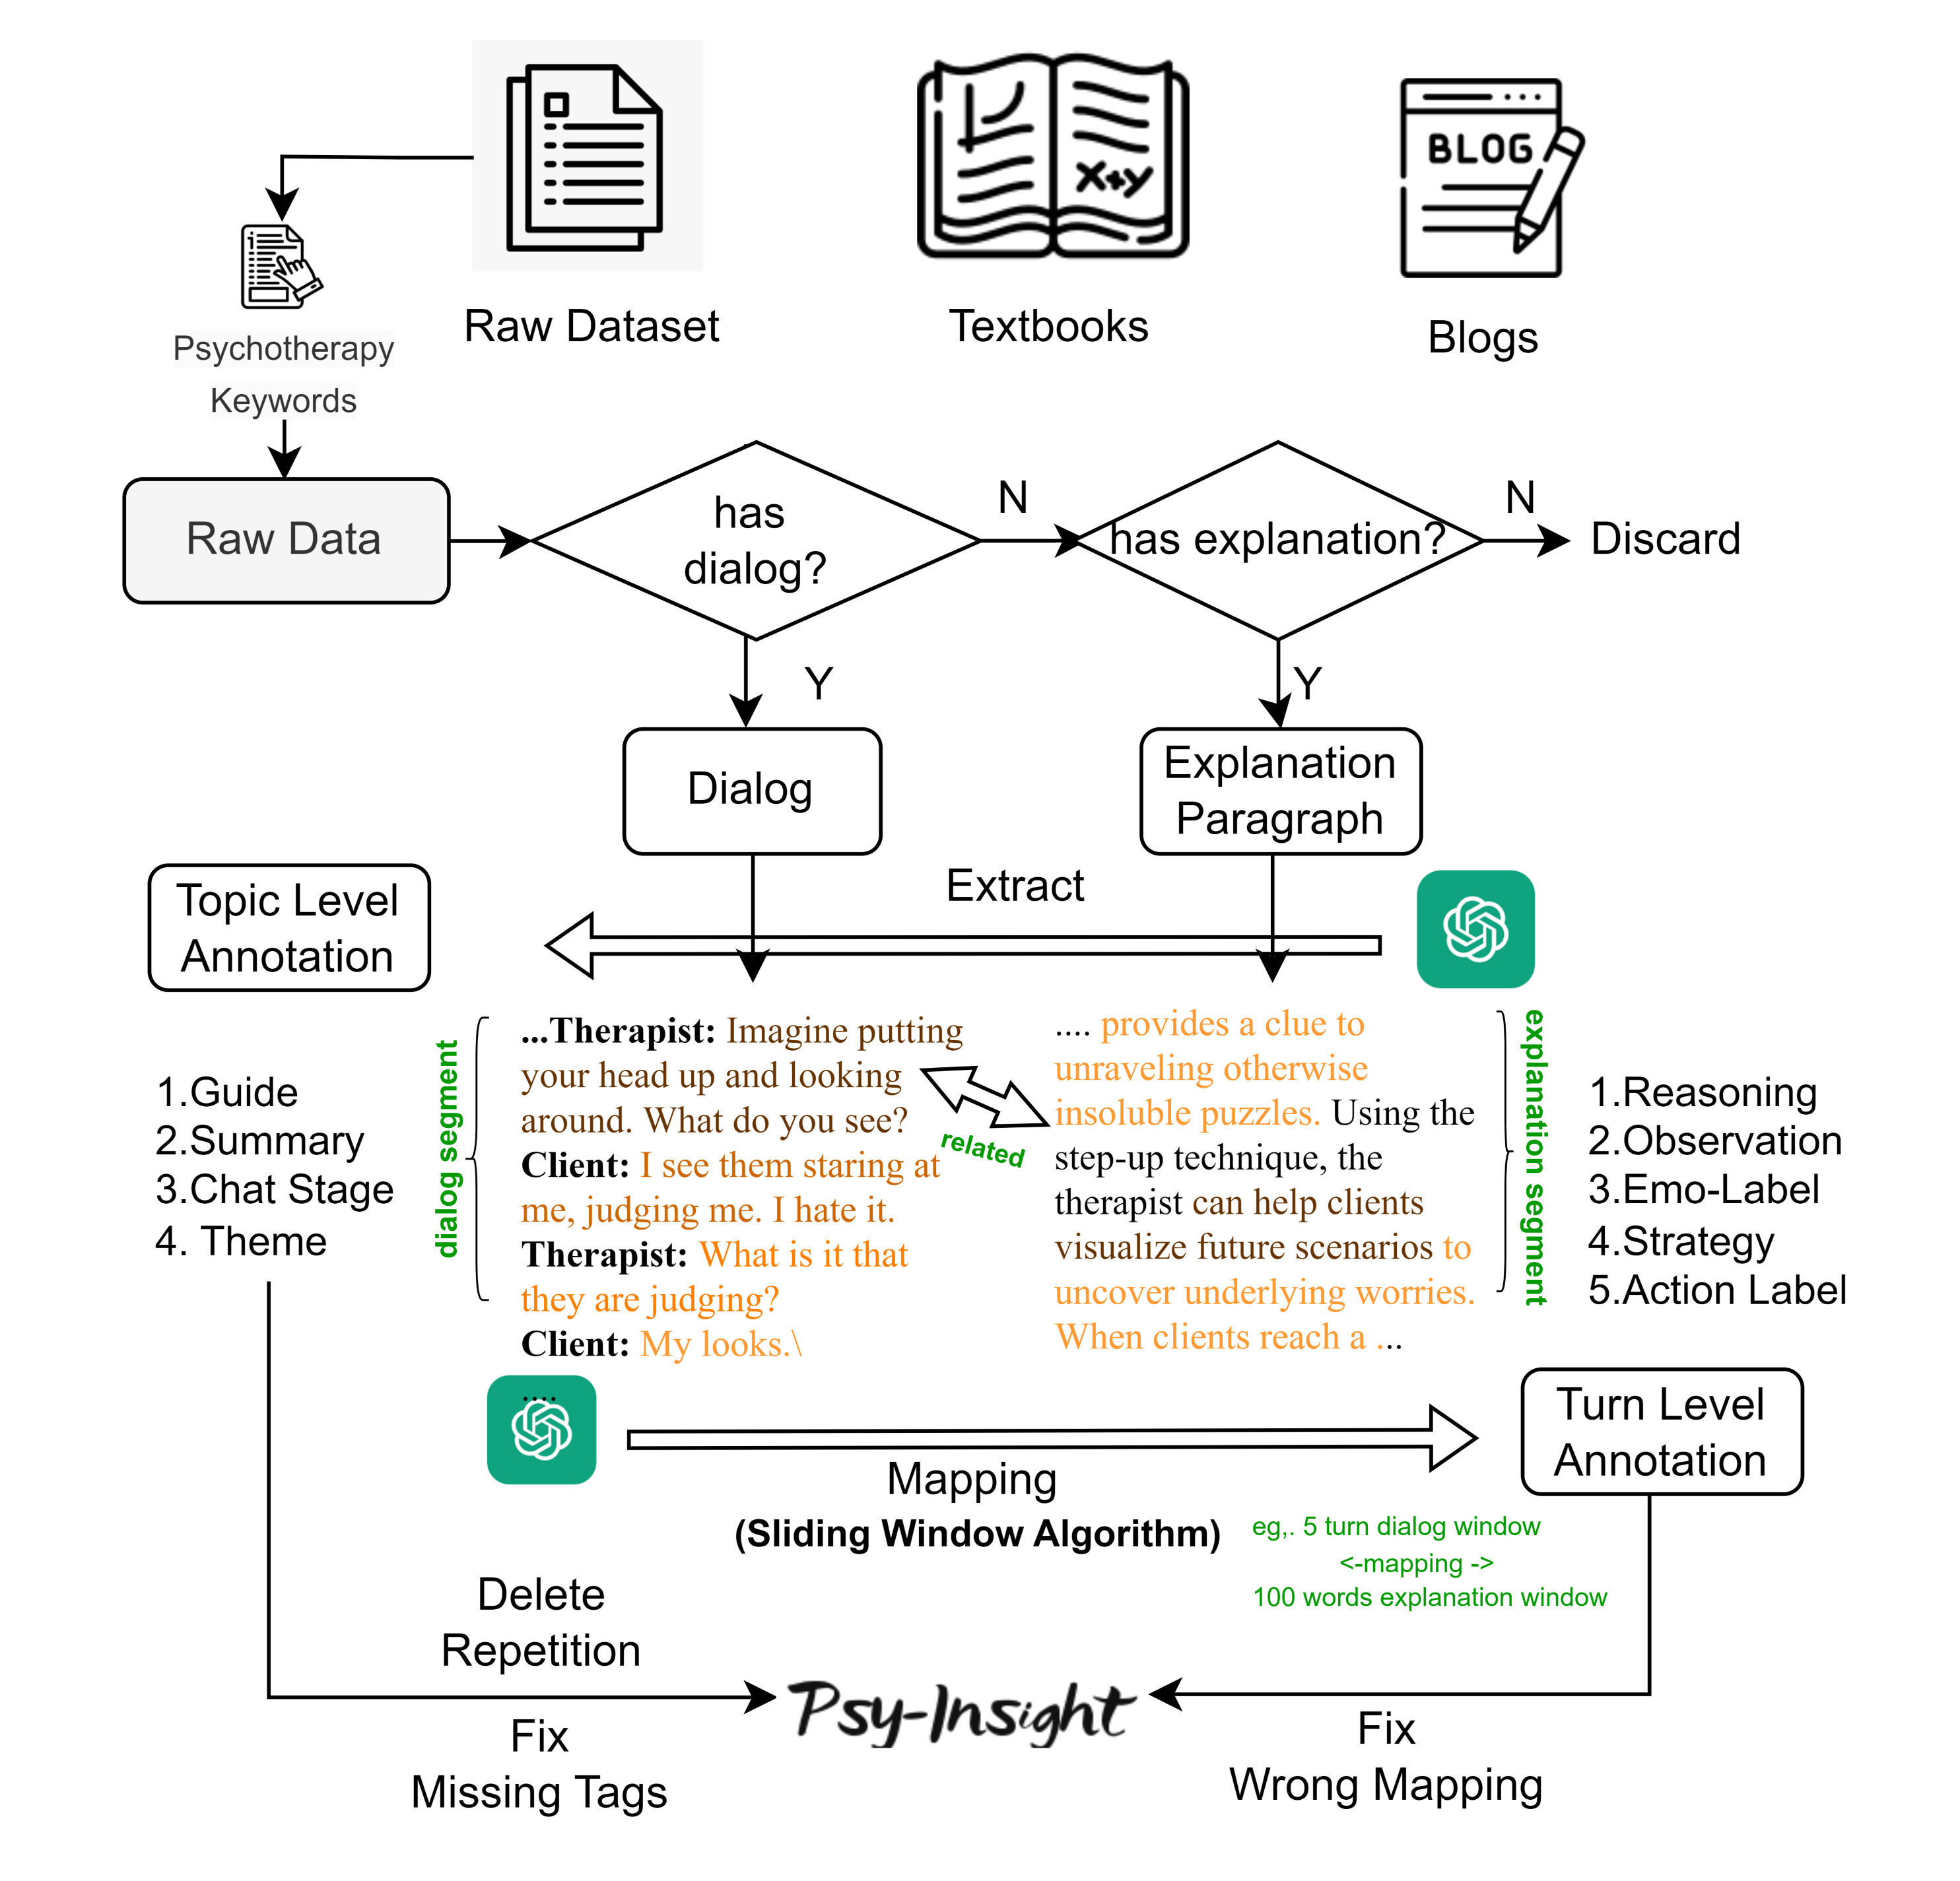 BLOG
X+y
Raw Dataset
Textbooks
Blogs
Psychotherapy
Keywords
Raw Data
has
dialog?
N
has explanation?
N
Discard
Y
Y
Dialog
Explanation
Paragraph
Topic Level
Annotation
Extract
1.Guide
2.Summary
3.Chat Stage
4. Theme
dialog segment
...Therapist: Imagine putting
your head up and looking
around. What do you see?
Client: I see them staring at
me, judging me. I hate it.
Therapist: What is it that
they are judging?
Client: My looks.\
....
related
.... provides a clue to
unraveling otherwise
insoluble puzzles. Using the
step-up technique, the
therapist can help clients
visualize future scenarios to
uncover underlying worries.
When clients reach a ...
explanation segment
1.Reasoning
2.Observation
3.Emo-Label
4.Strategy
5.Action Label
Turn Level
Annotation
Mapping
(Sliding Window Algorithm)
eg,. 5 turn dialog window
<-mapping ->
100 words explanation window
Delete
Repetition
Fix
Missing Tags
Psy-Insight
Fix
Wrong Mapping